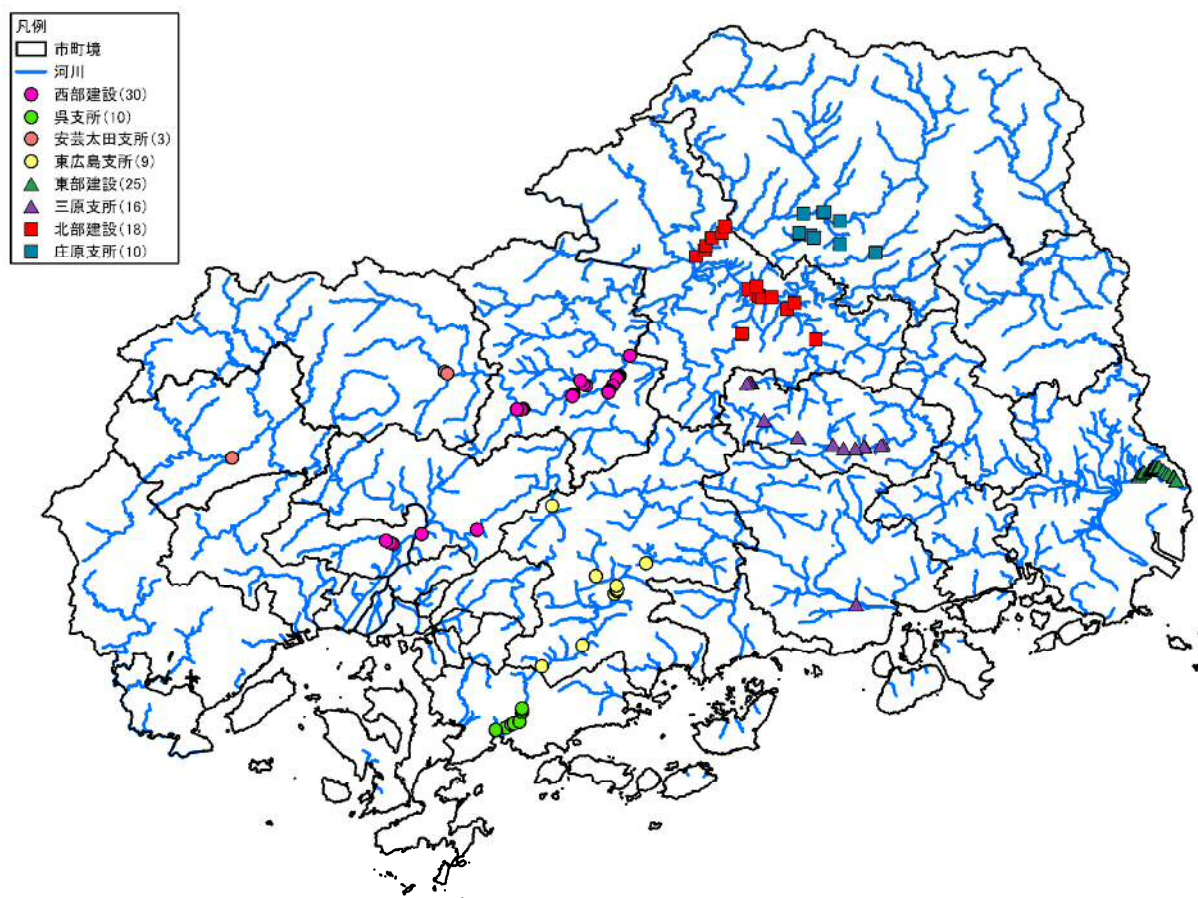 凡例
市町境
河川
西部建設(30)
呉支所(10)
安芸太田支所(3)
東広島支所(9)
東部建設(25)
三原支所(16)
北部建設(18)
庄原支所(10)